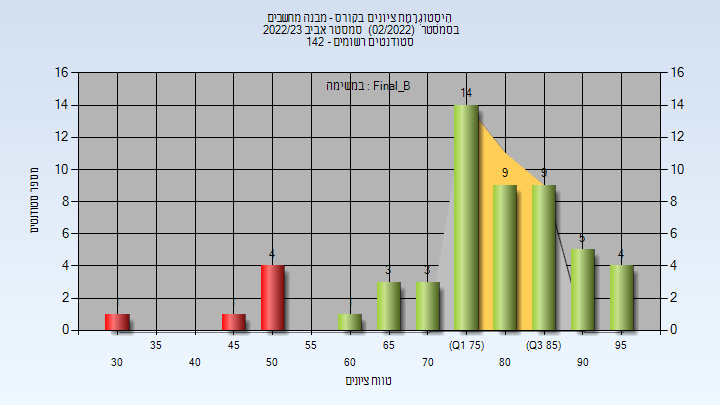 היסטוגרמת ציונים בקורס - מבנה מחשבים
בסמסטר (02/2022) סמסטר אביב 2022/23
סטודנטים רשומים - 142
במשימה : Final_B
מספר סטודנטים
16 14 12 10 8 6 4 2 0
16 14 12 10 8 6 4 2 0
4 3 3 14 9 9 5 4
35 45 55 65 (Q1 75) (Q3 85) 95
30 40 50 60 70 80 90
טווח ציונים